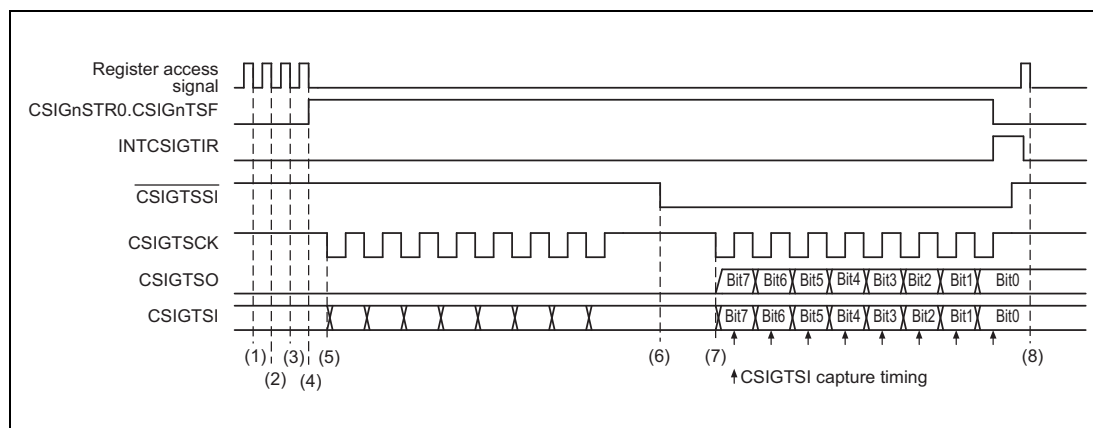 Register access
signal
CSIGnSTR0.CSIGnTSF
INTCSIGTIR
CSIGTSSI
CSIGTSCK
CSIGTSO
Bit7 Bit6 Bit5 Bit4 Bit3 Bit2 Bit1 Bit0
CSIGTSI
Bit7 Bit6 Bit5 Bit4 Bit3 Bit2 Bit1 Bit0
(1) (3) (5) (6) (7) (8)
(2) (4)
CSIGTSI capture timing